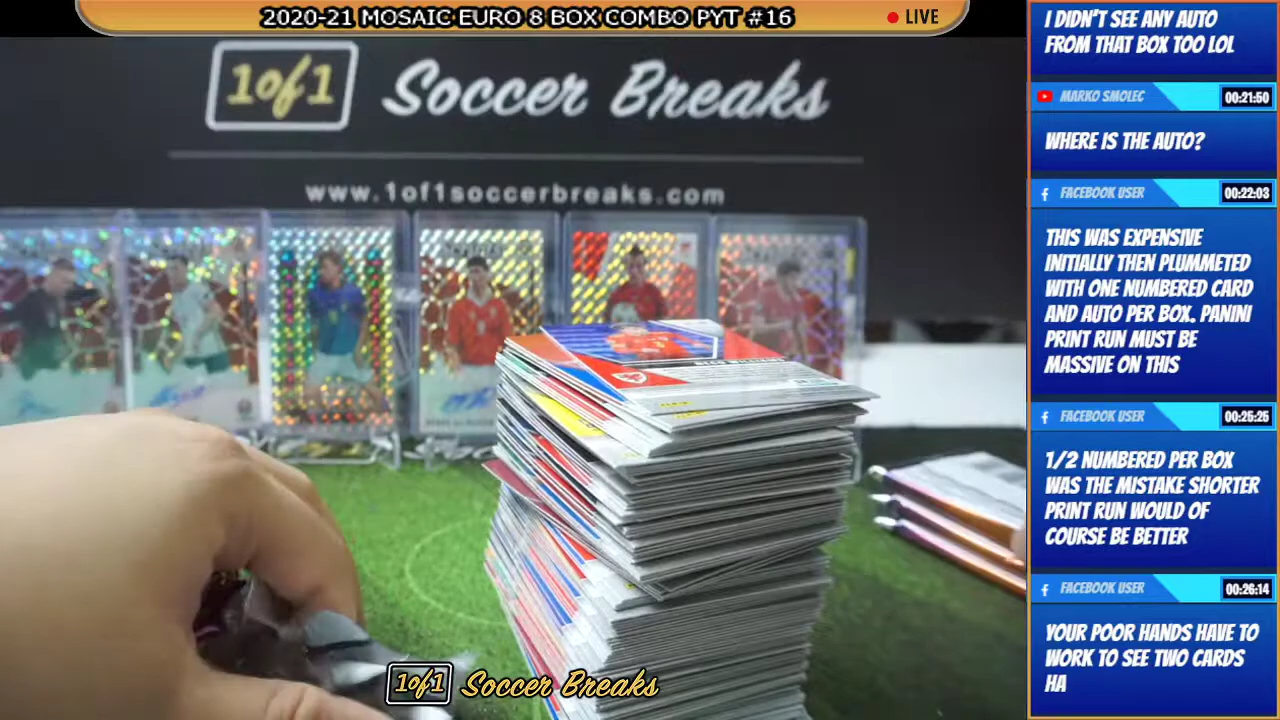 2020-21 MOSAIC EURO 8 BOX COMBO PYT #16
LIVE
1of1 Soccer Breaks
www.1of1soccerbreaks.com
1of1 Soccer Breaks
I DIDN'T SEE ANY AUTO
FROM THAT BOX TOO LOL
MARKO SMOLEC 00:21:50
WHERE IS THE AUTO?
FACEBOOK USER 00:22:03
THIS WAS EXPENSIVE
INITIALLY THEN PLUMMETED
WITH ONE NUMBERED CARD
AND AUTO PER BOX. PANINI
PRINT RUN MUST BE
MASSIVE ON THIS
FACEBOOK USER 00:25:25
1/2 NUMBERED PER BOX
WAS THE MISTAKE SHORTER
PRINT RUN WOULD OF
COURSE BE BETTER
FACEBOOK USER 00:26:14
YOUR POOR HANDS HAVE TO
WORK TO SEE TWO CARDS
HA